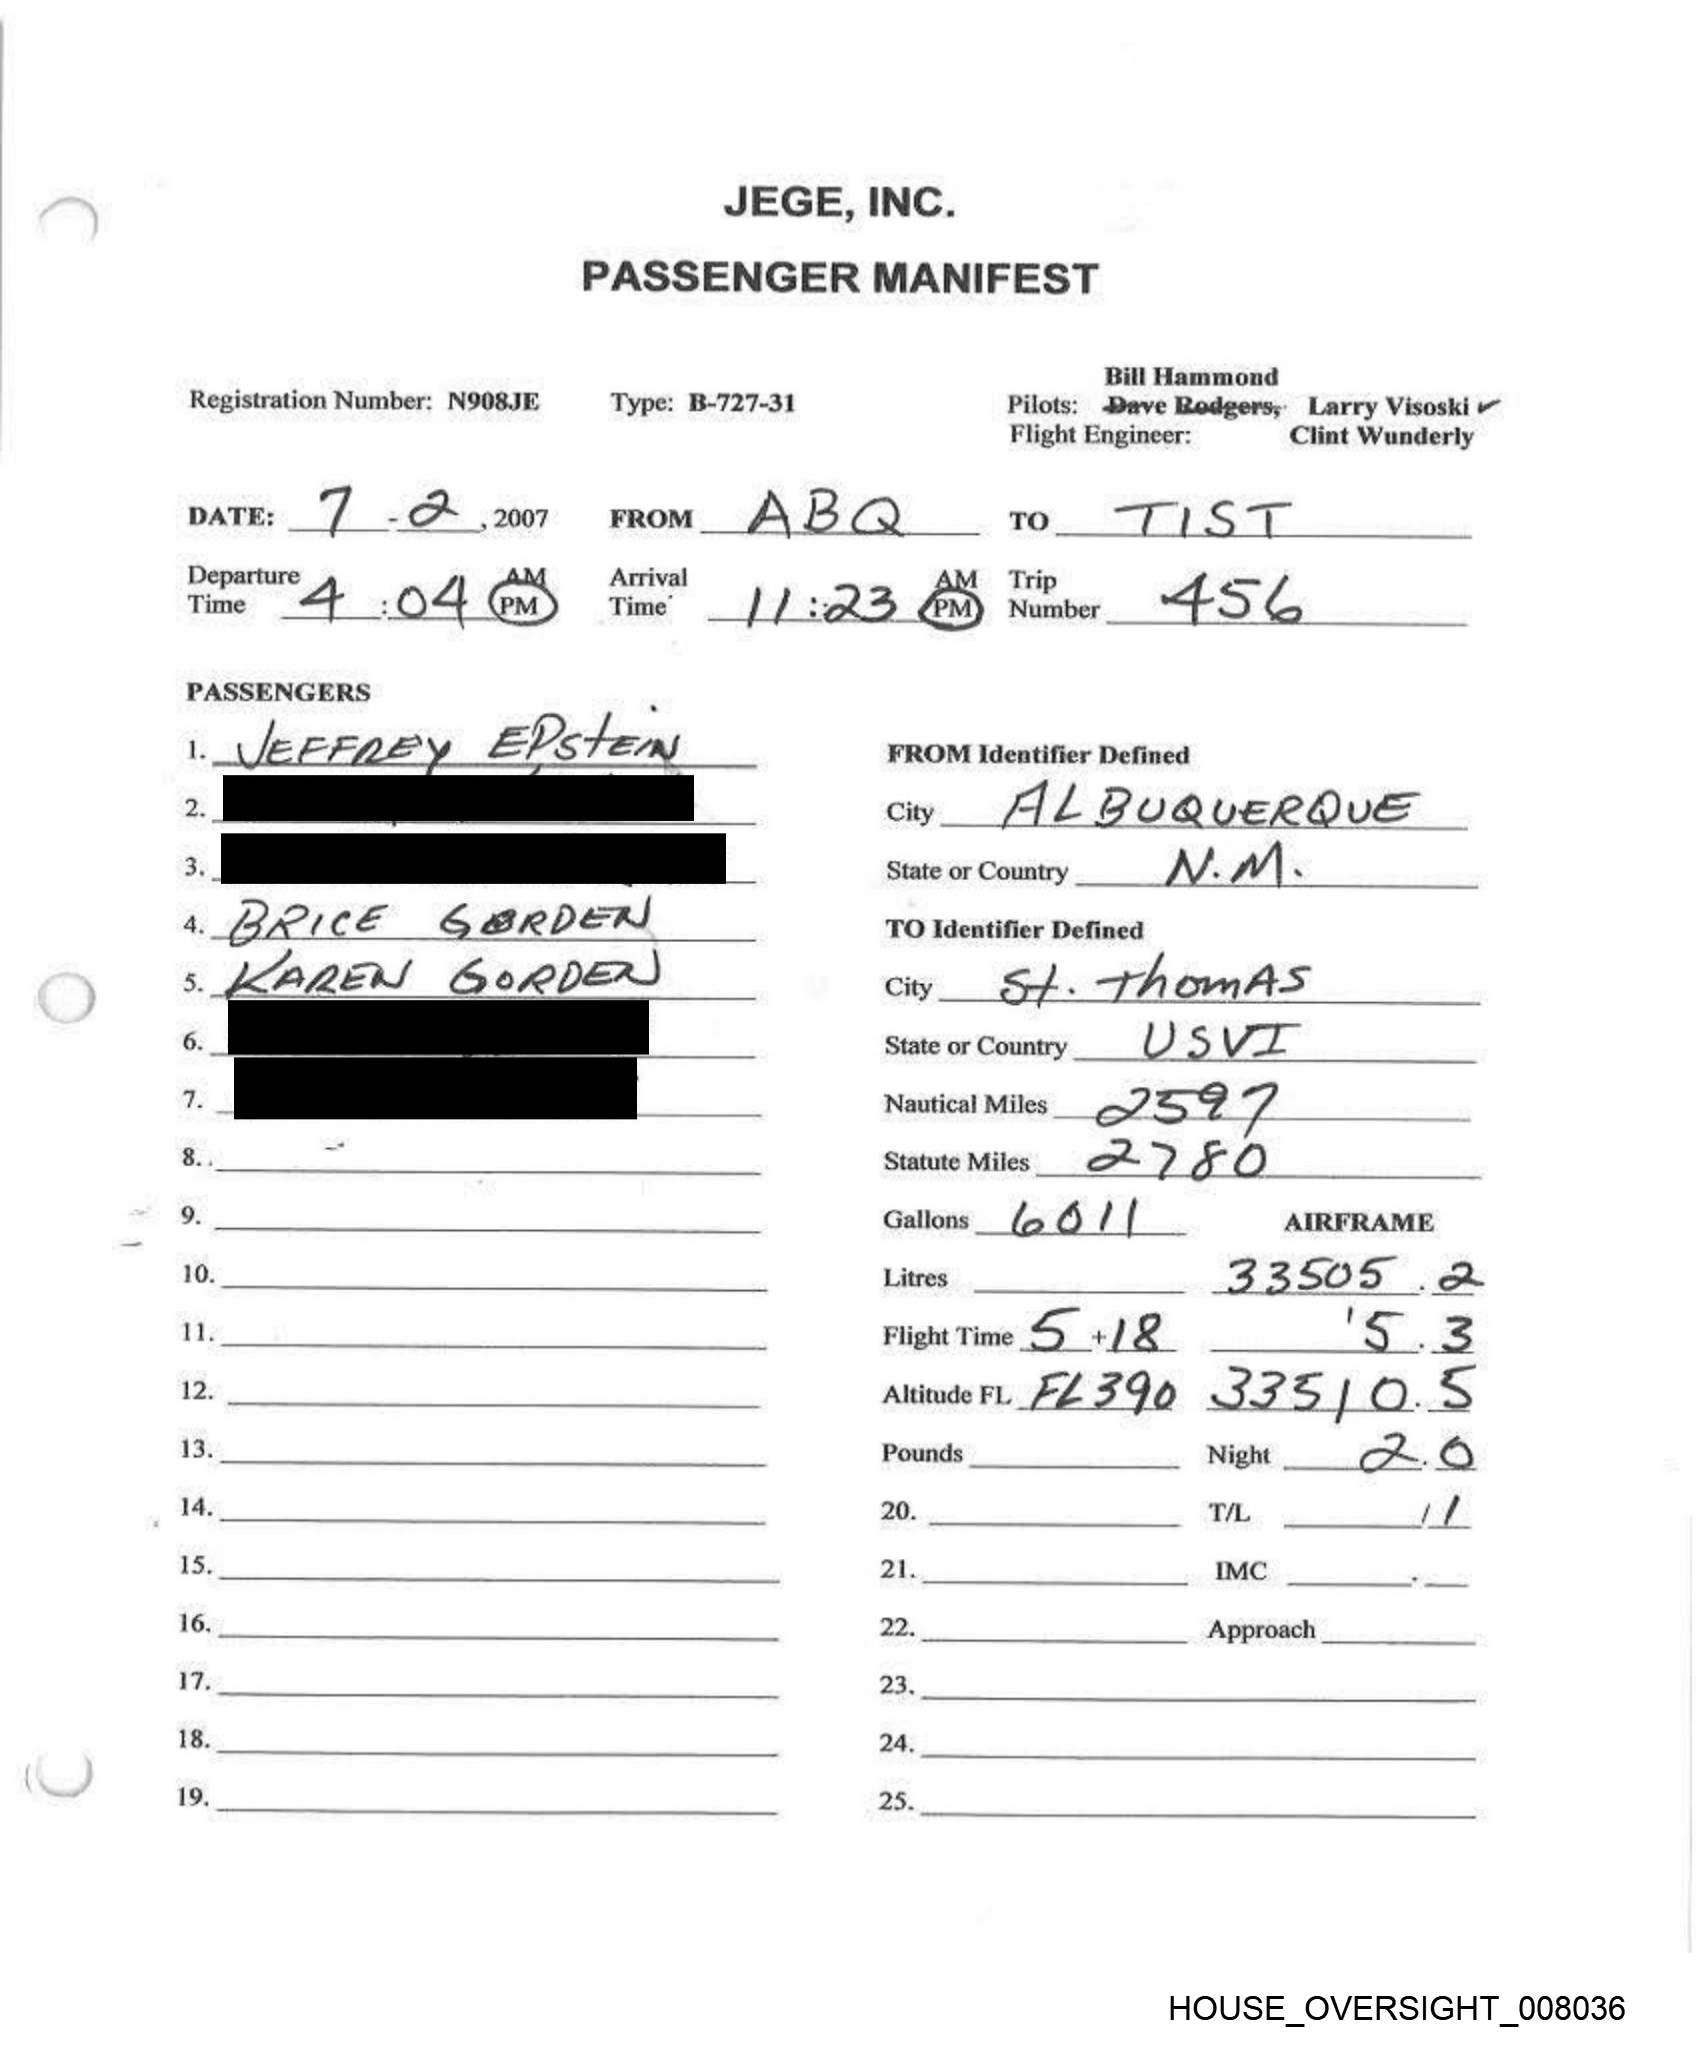 JEGE, INC.
PASSENGER MANIFEST
Bill Hammond
Registration Number: N908JE Type: B-727-31 Pilots: Dave Rodgers, Larry Visoski ✓
Flight Engineer: Clint Wunderly
DATE: 7 - 2, 2007 FROM ABQ TO TIST
Departure Time 4:04 AM PM Arrival Time 11:23 AM PM Trip Number 456
PASSENGERS
1. JEFFREY EPstEiN
2.
3.
4. BRICE GORDEN
5. KAREN GORDEN
6.
7.
8.
9.
10.
11.
12.
13.
14.
15.
16.
17.
18.
19.
FROM Identifier Defined
City ALBUQUERQUE
State or Country N.M.
TO Identifier Defined
City St. ThomAS
State or Country USVI
Nautical Miles 2597
Statute Miles 2780
Gallons 6011 AIRFRAME
Litres 33505.2
Flight Time 5+18 '5.3
Altitude FL FL390 33510.5
Pounds Night 2.0
20. T/L 1/1
21. IMC .
22. Approach
23.
24.
25.
HOUSE_OVERSIGHT_008036